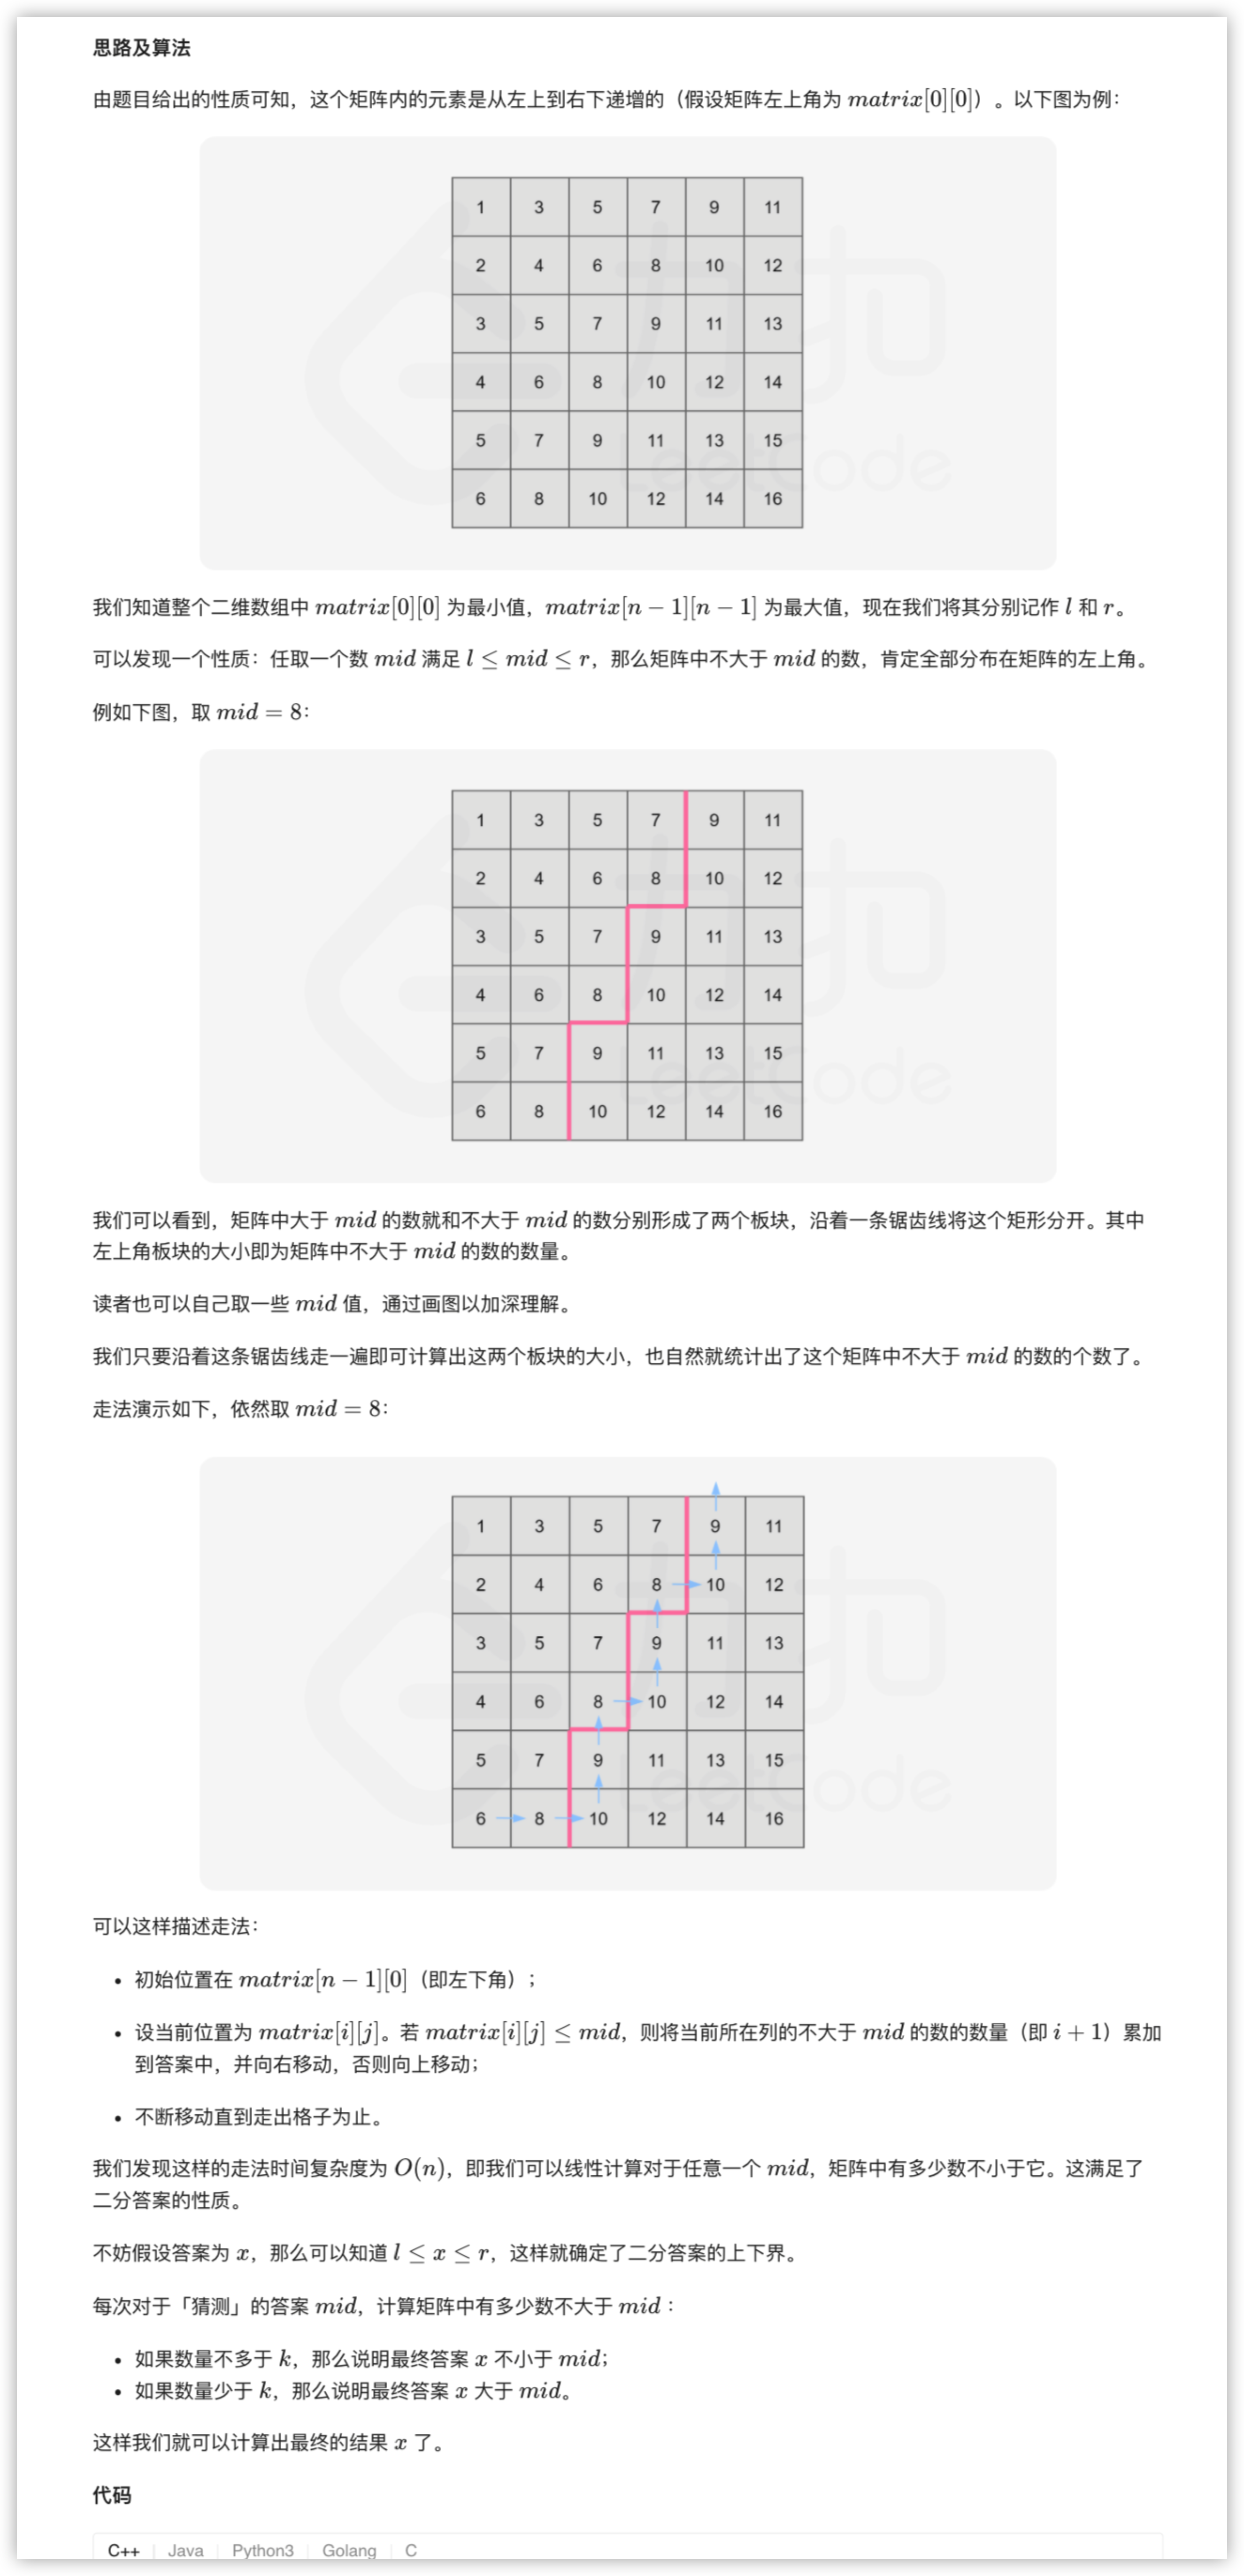 思路及算法
由题目给出的性质可知，这个矩阵内的元素是从左上到右下递增的（假设矩阵左上角为 matrix[0][0]）。以下图为例：
1 3 5 7 9 11
2 4 6 8 10 12
3 5 7 9 11 13
4 6 8 10 12 14
5 7 9 11 13 15
6 8 10 12 14 16
力扣
LeetCode
我们知道整个二维数组中 matrix[0][0] 为最小值，matrix[n − 1][n − 1] 为最大值，现在我们将其分别记作 l 和 r。
可以发现一个性质：任取一个数 mid 满足 l ≤ mid ≤ r，那么矩阵中不大于 mid 的数，肯定全部分布在矩阵的左上角。
例如下图，取 mid = 8：
1 3 5 7 9 11
2 4 6 8 10 12
3 5 7 9 11 13
4 6 8 10 12 14
5 7 9 11 13 15
6 8 10 12 14 16
力扣
LeetCode
我们可以看到，矩阵中大于 mid 的数就和不大于 mid 的数分别形成了两个板块，沿着一条锯齿线将这个矩形分开。其中
左上角板块的大小即为矩阵中不大于 mid 的数的数量。
读者也可以自己取一些 mid 值，通过画图以加深理解。
我们只要沿着这条锯齿线走一遍即可计算出这两个板块的大小，也自然就统计出了这个矩阵中不大于 mid 的数的个数了。
走法演示如下，依然取 mid = 8：
1 3 5 7 9 11
2 4 6 8 10 12
3 5 7 9 11 13
4 6 8 10 12 14
5 7 9 11 13 15
6 8 10 12 14 16
力扣
LeetCode
可以这样描述走法：
• 初始位置在 matrix[n − 1][0]（即左下角）；
• 设当前位置为 matrix[i][j]。若 matrix[i][j] ≤ mid，则将当前所在列的不大于 mid 的数的数量（即 i + 1）累加
到答案中，并向右移动，否则向上移动；
• 不断移动直到走出格子为止。
我们发现这样的走法时间复杂度为 O(n)，即我们可以线性计算对于任意一个 mid，矩阵中有多少数不小于它。这满足了
二分答案的性质。
不妨假设答案为 x，那么可以知道 l ≤ x ≤ r，这样就确定了二分答案的上下界。
每次对于「猜测」的答案 mid，计算矩阵中有多少数不大于 mid ：
• 如果数量不多于 k，那么说明最终答案 x 不小于 mid；
• 如果数量少于 k，那么说明最终答案 x 大于 mid。
这样我们就可以计算出最终的结果 x 了。
代码
C++ Java Python3 Golang C